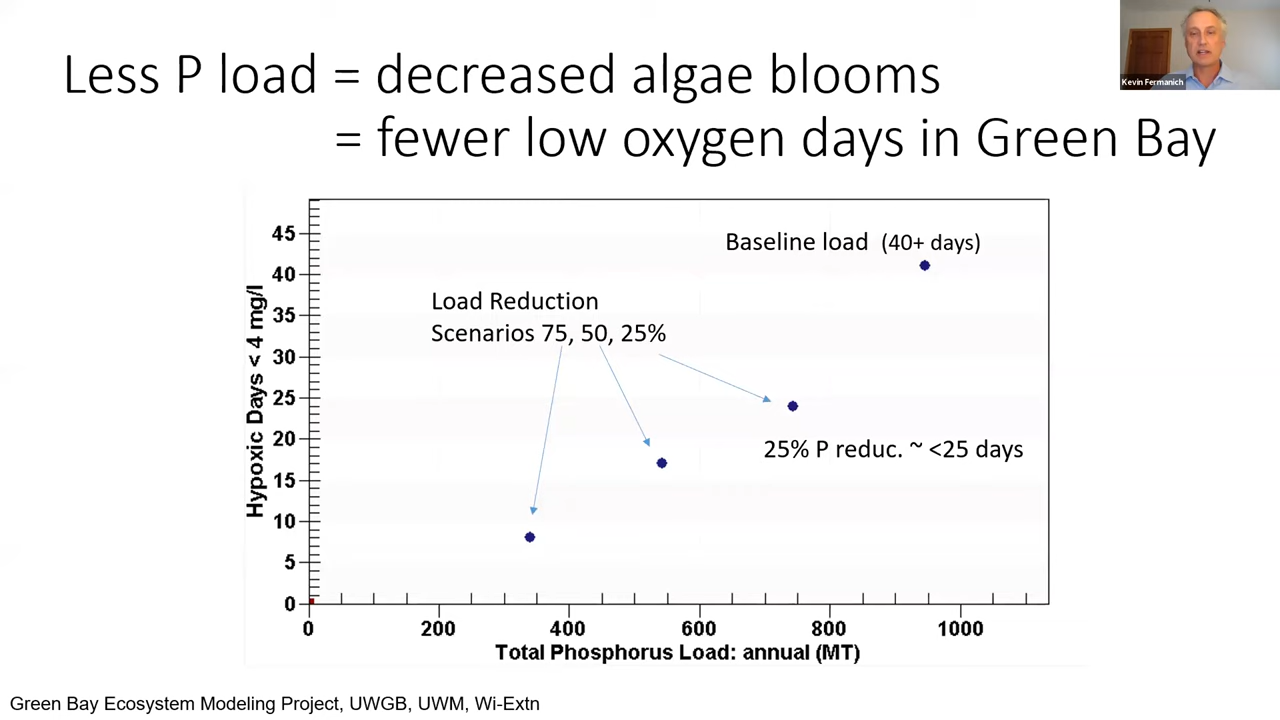 Less P load = decreased algae blooms
= fewer low oxygen days in Green Bay
Kevin Fermanich
Baseline load (40+ days)
Load Reduction
Scenarios 75, 50, 25%
25% P reduc. ~ <25 days
Hypoxic Days < 4 mg/l
45
40
35
30
25
20
15
10
5
0
0 200 400 600 800 1000
Total Phosphorus Load: annual (MT)
Green Bay Ecosystem Modeling Project, UWGB, UWM, Wi-Extn